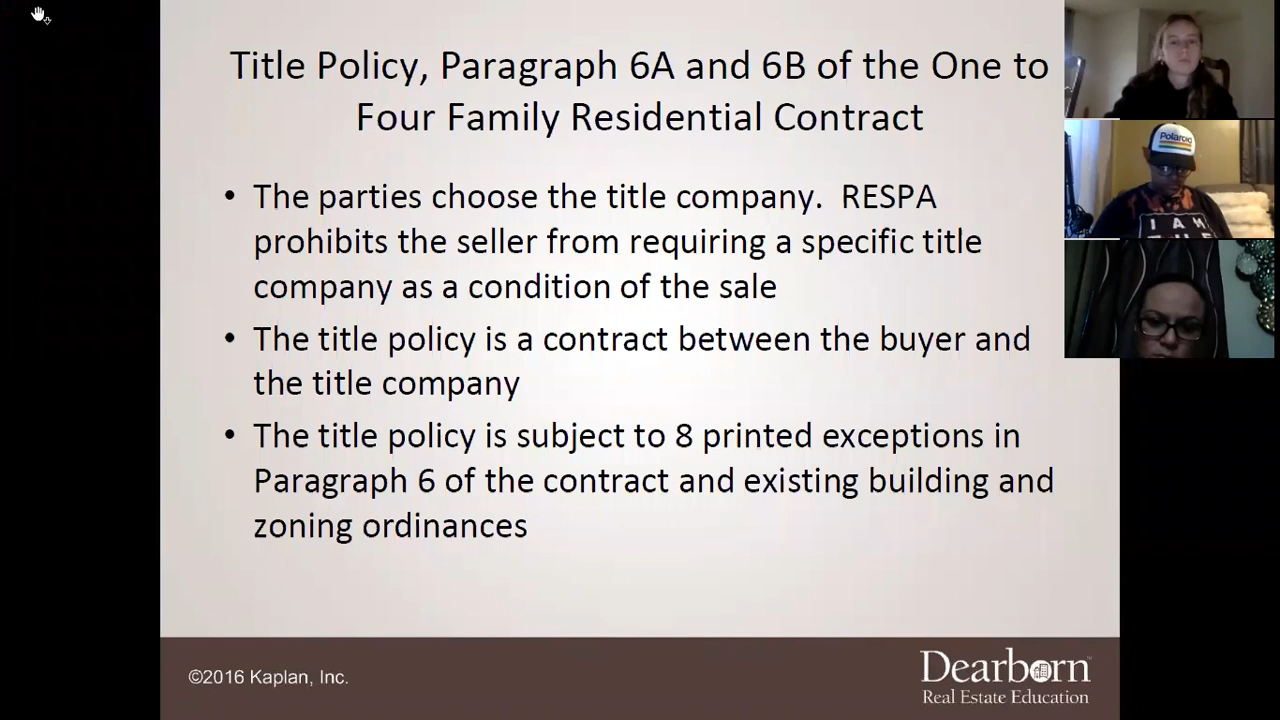 Title Policy, Paragraph 6A and 6B of the One to
Four Family Residential Contract
• The parties choose the title company.  RESPA
prohibits the seller from requiring a specific title
company as a condition of the sale
• The title policy is a contract between the buyer and
the title company
• The title policy is subject to 8 printed exceptions in
Paragraph 6 of the contract and existing building and
zoning ordinances
©2016 Kaplan, Inc.
Dearborn
Real Estate Education
Polaroid
I AM